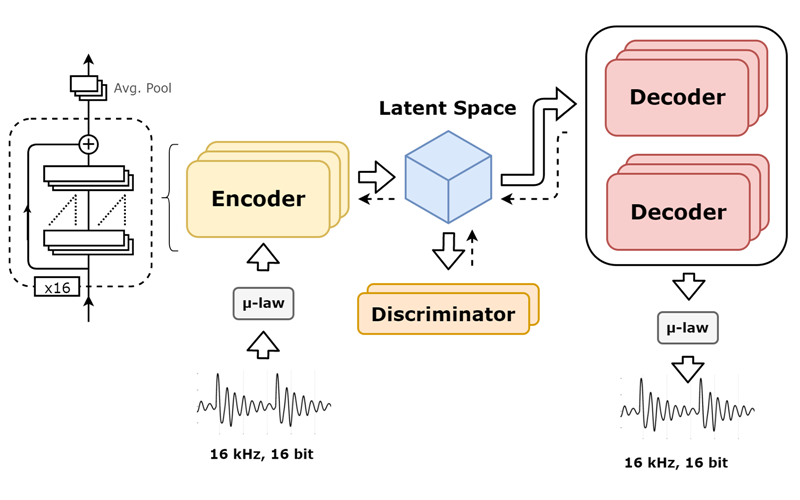 Avg. Pool
x16
Encoder
μ-law
16 kHz, 16 bit
Latent Space
Discriminator
Decoder
Decoder
μ-law
16 kHz, 16 bit